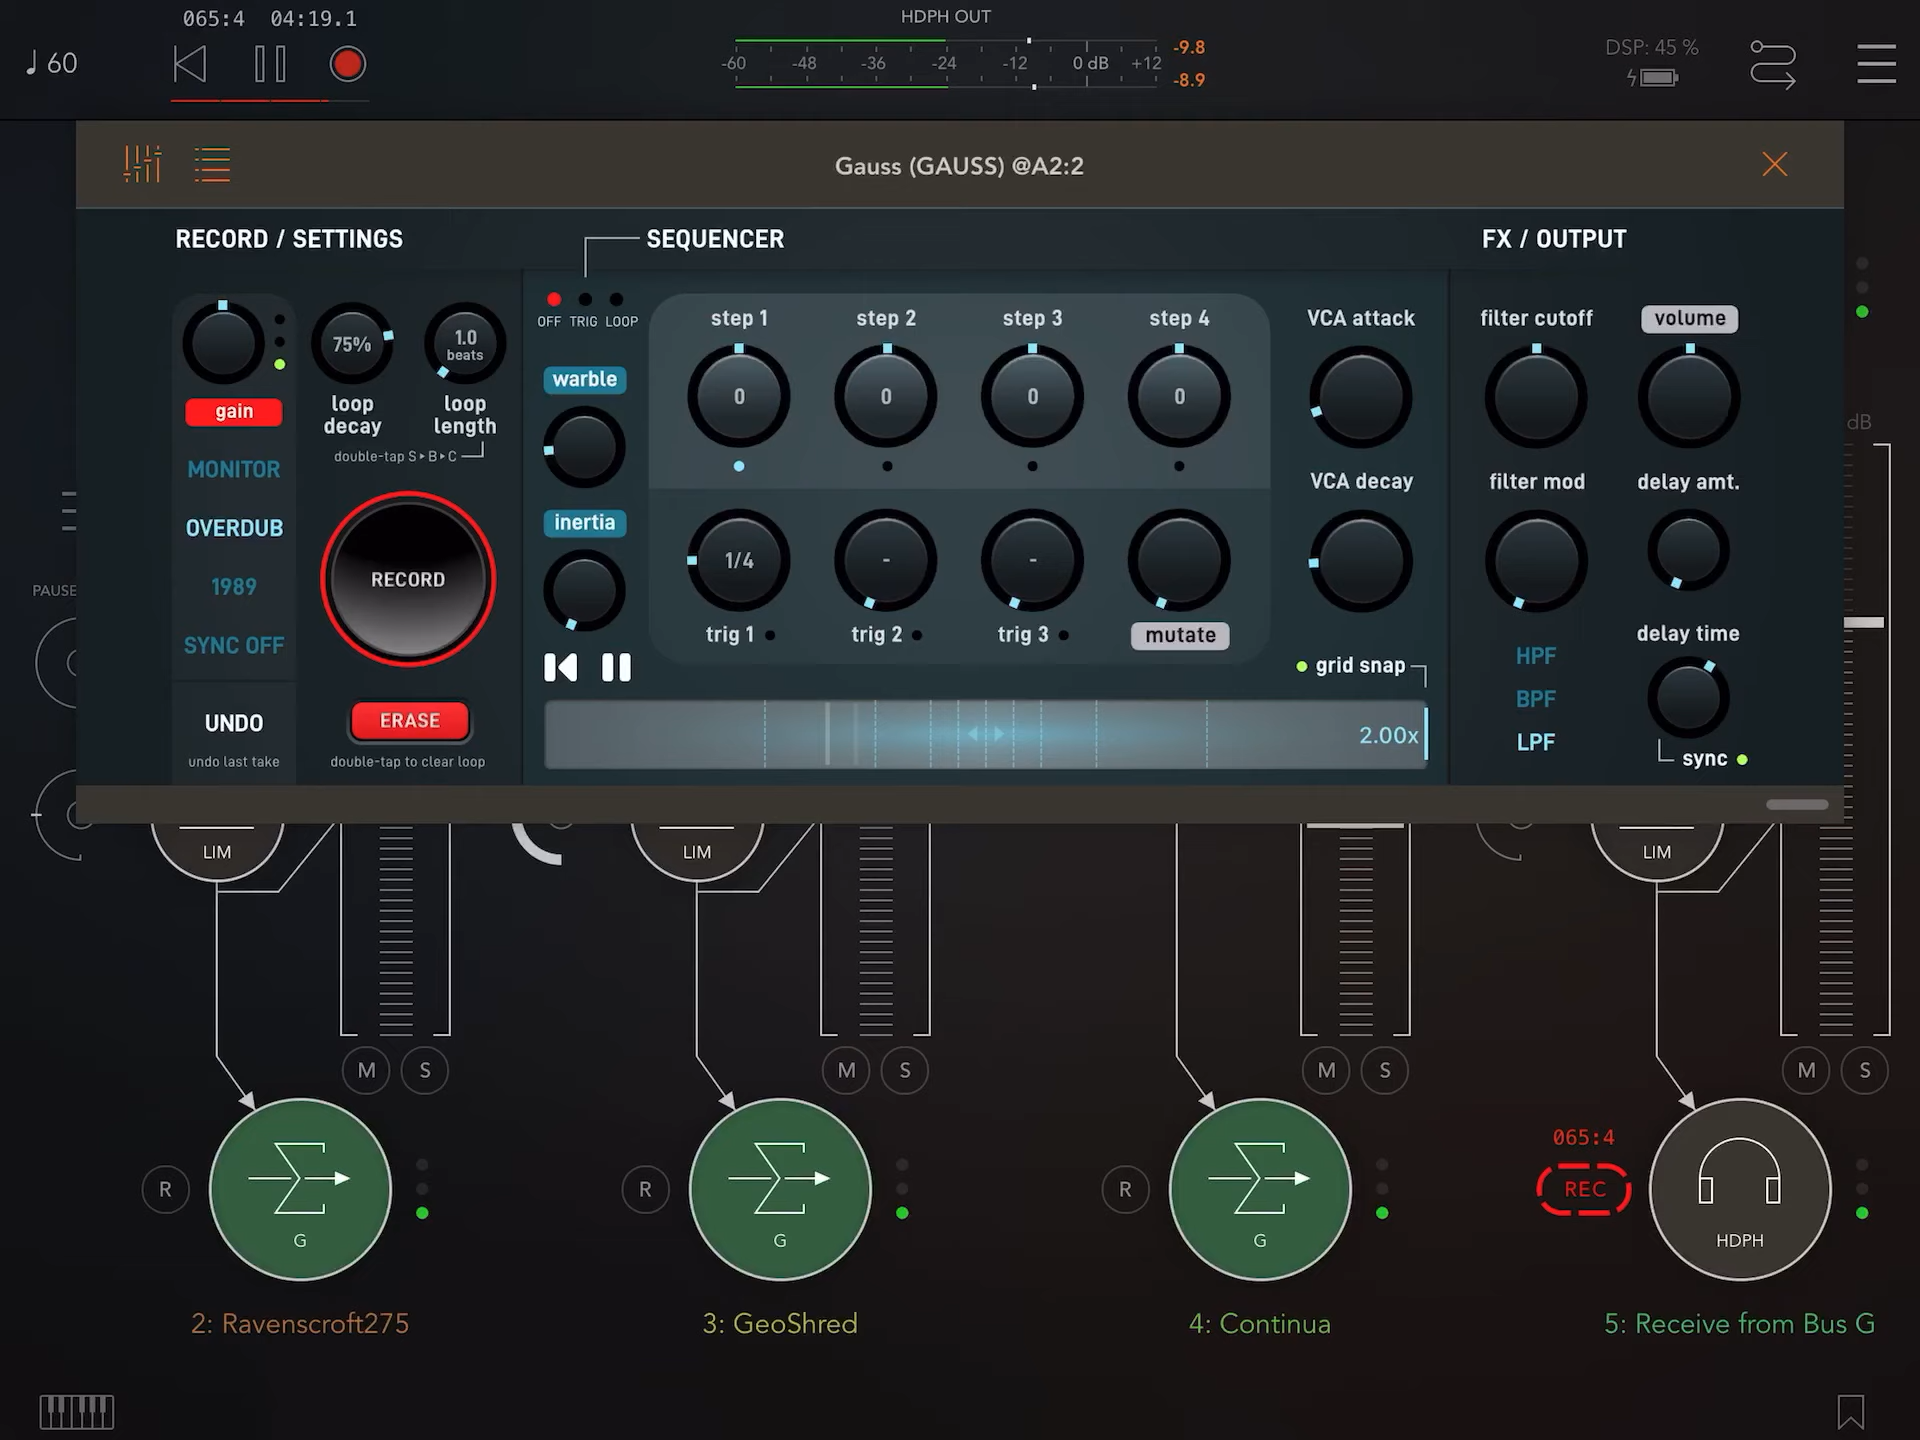 065:4 04:19.1
HDPH OUT
60
-60 -48 -36 -24 -12 0 dB +12
-9.8
-8.9
DSP: 45 %
Gauss (GAUSS) @A2:2
RECORD / SETTINGS
SEQUENCER
FX / OUTPUT
OFF TRIG LOOP
step 1
step 2
step 3
step 4
VCA attack
filter cutoff
volume
75%
1.0
beats
warble
0
0
0
0
gain
loop
decay
loop
length
double-tap S▸B▸C
dB
MONITOR
VCA decay
filter mod
delay amt.
OVERDUB
inertia
RECORD
1/4
-
-
1989
PAUSE
SYNC OFF
trig 1
trig 2
trig 3
mutate
delay time
HPF
grid snap
BPF
UNDO
ERASE
2.00x
LPF
undo last take
double-tap to clear loop
sync
LIM
LIM
LIM
M S
M S
M S
M S
065:4
R
R
R
REC
G
G
G
HDPH
2: Ravenscroft275
3: GeoShred
4: Continua
5: Receive from Bus G